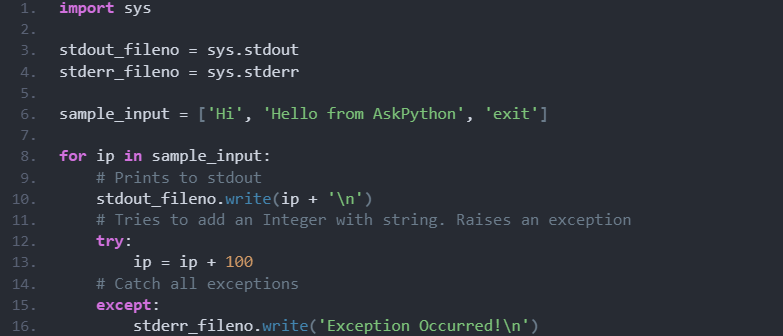 1. import sys
2.
3. stdout_fileno = sys.stdout
4. stderr_fileno = sys.stderr
5.
6. sample_input = ['Hi', 'Hello from AskPython', 'exit']
7.
8. for ip in sample_input:
9.     # Prints to stdout
10.     stdout_fileno.write(ip + '\n')
11.     # Tries to add an Integer with string. Raises an exception
12.     try:
13.         ip = ip + 100
14.     # Catch all exceptions
15.     except:
16.         stderr_fileno.write('Exception Occurred!\n')